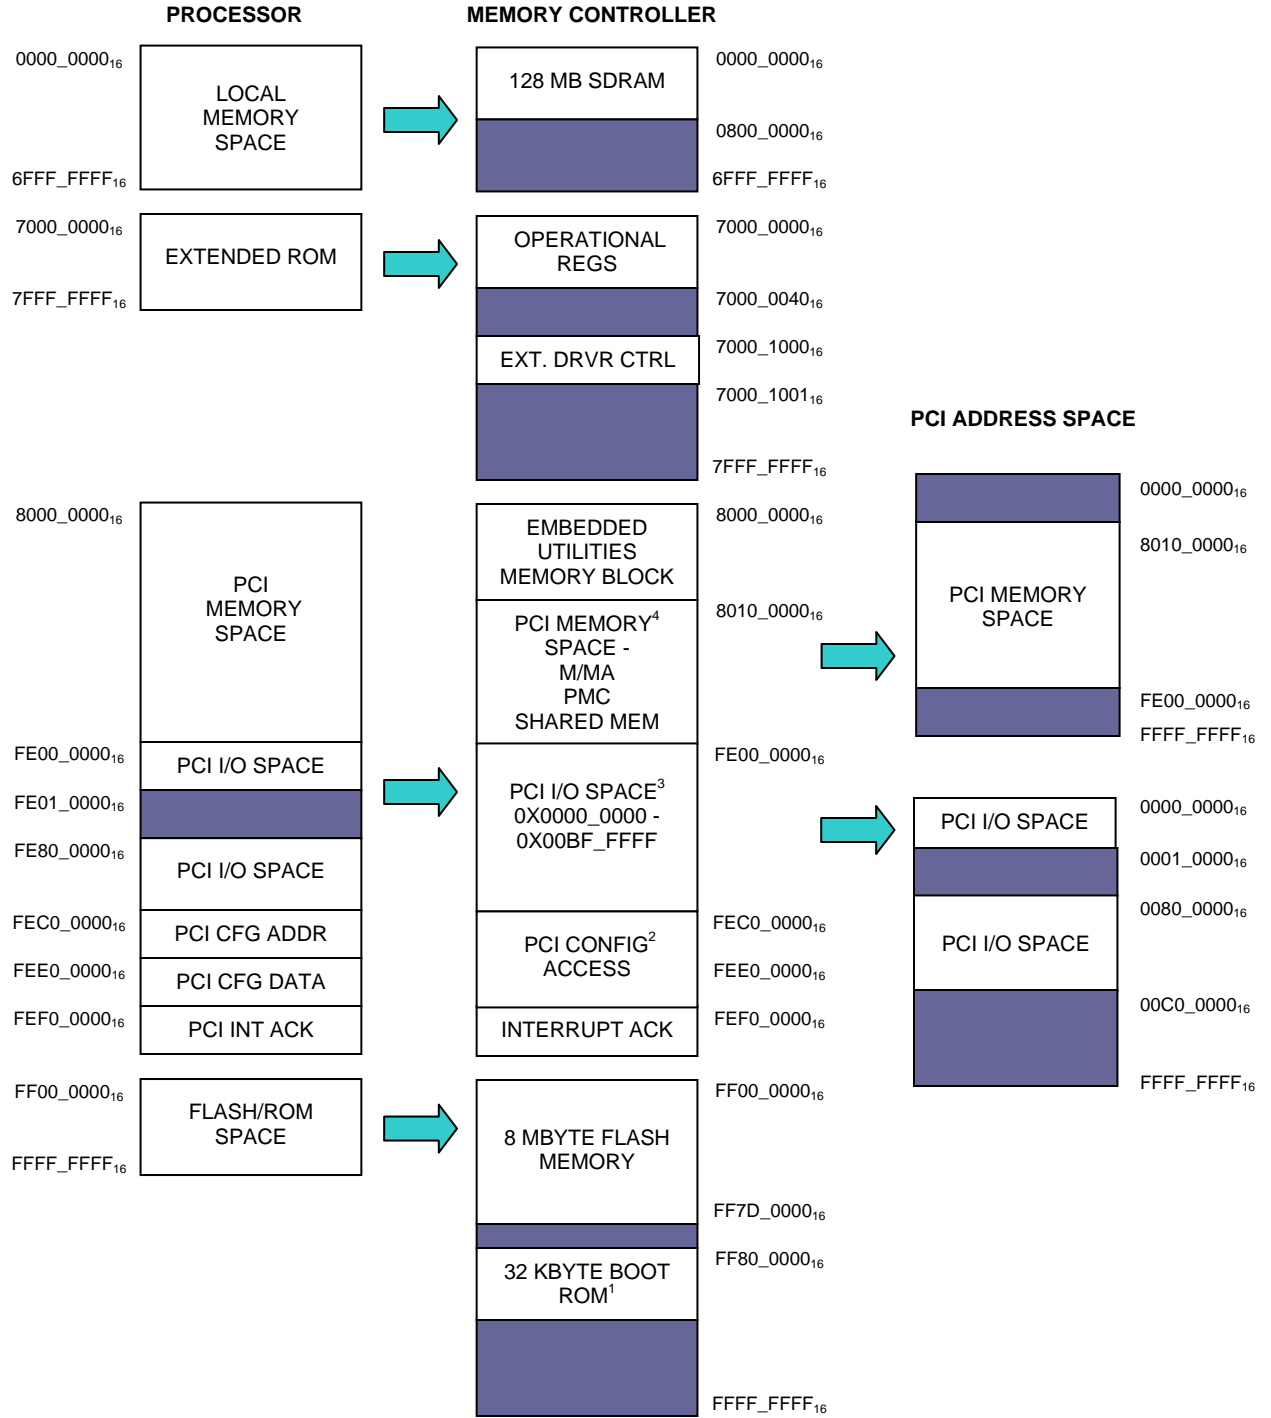 PROCESSOR
MEMORY CONTROLLER
0000_0000₁₆
LOCAL
MEMORY
SPACE
6FFF_FFFF₁₆
128 MB SDRAM
0000_0000₁₆
0800_0000₁₆
6FFF_FFFF₁₆
7000_0000₁₆
EXTENDED ROM
7FFF_FFFF₁₆
OPERATIONAL
REGS
7000_0000₁₆
7000_0040₁₆
EXT. DRVR CTRL
7000_1000₁₆
7000_1001₁₆
7FFF_FFFF₁₆
PCI ADDRESS SPACE
8000_0000₁₆
PCI
MEMORY
SPACE
FE00_0000₁₆
PCI I/O SPACE
FE01_0000₁₆
FE80_0000₁₆
PCI I/O SPACE
FEC0_0000₁₆
PCI CFG ADDR
FEE0_0000₁₆
PCI CFG DATA
FEF0_0000₁₆
PCI INT ACK
EMBEDDED
UTILITIES
MEMORY BLOCK
8000_0000₁₆
8010_0000₁₆
PCI MEMORY⁴
SPACE -
M/MA
PMC
SHARED MEM
FE00_0000₁₆
PCI I/O SPACE³
0X0000_0000 -
0X00BF_FFFF
FEC0_0000₁₆
PCI CONFIG²
ACCESS
FEE0_0000₁₆
INTERRUPT ACK
FEF0_0000₁₆
0000_0000₁₆
8010_0000₁₆
PCI MEMORY
SPACE
FE00_0000₁₆
FFFF_FFFF₁₆
PCI I/O SPACE
0000_0000₁₆
0001_0000₁₆
0080_0000₁₆
PCI I/O SPACE
00C0_0000₁₆
FFFF_FFFF₁₆
FF00_0000₁₆
FLASH/ROM
SPACE
FFFF_FFFF₁₆
8 MBYTE FLASH
MEMORY
FF00_0000₁₆
FF7D_0000₁₆
FF80_0000₁₆
32 KBYTE BOOT
ROM¹
FFFF_FFFF₁₆